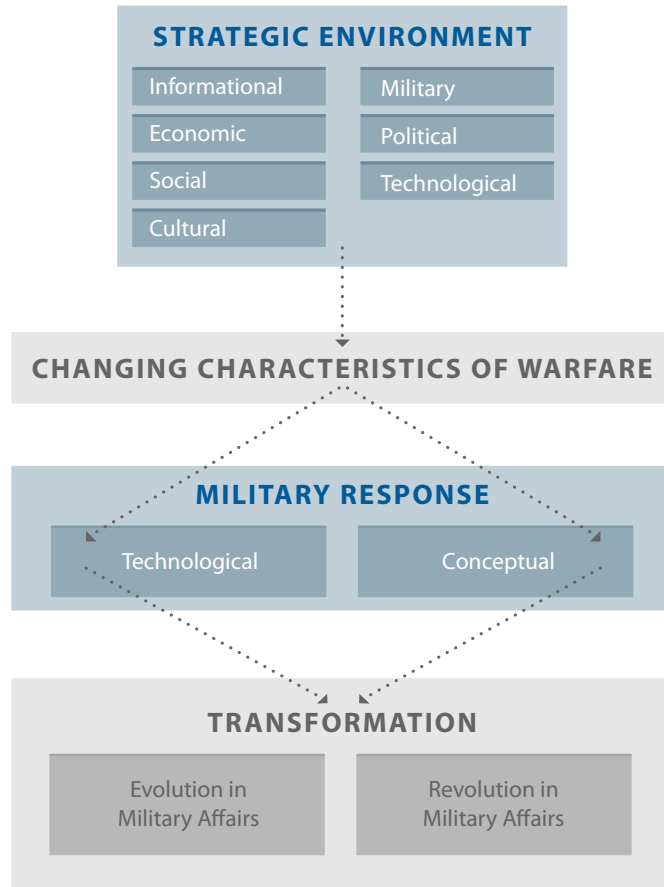 STRATEGIC ENVIRONMENT
Informational
Economic
Social
Cultural
Military
Political
Technological
CHANGING CHARACTERISTICS OF WARFARE
MILITARY RESPONSE
Technological
Conceptual
TRANSFORMATION
Evolution in
Military Affairs
Revolution in
Military Affairs